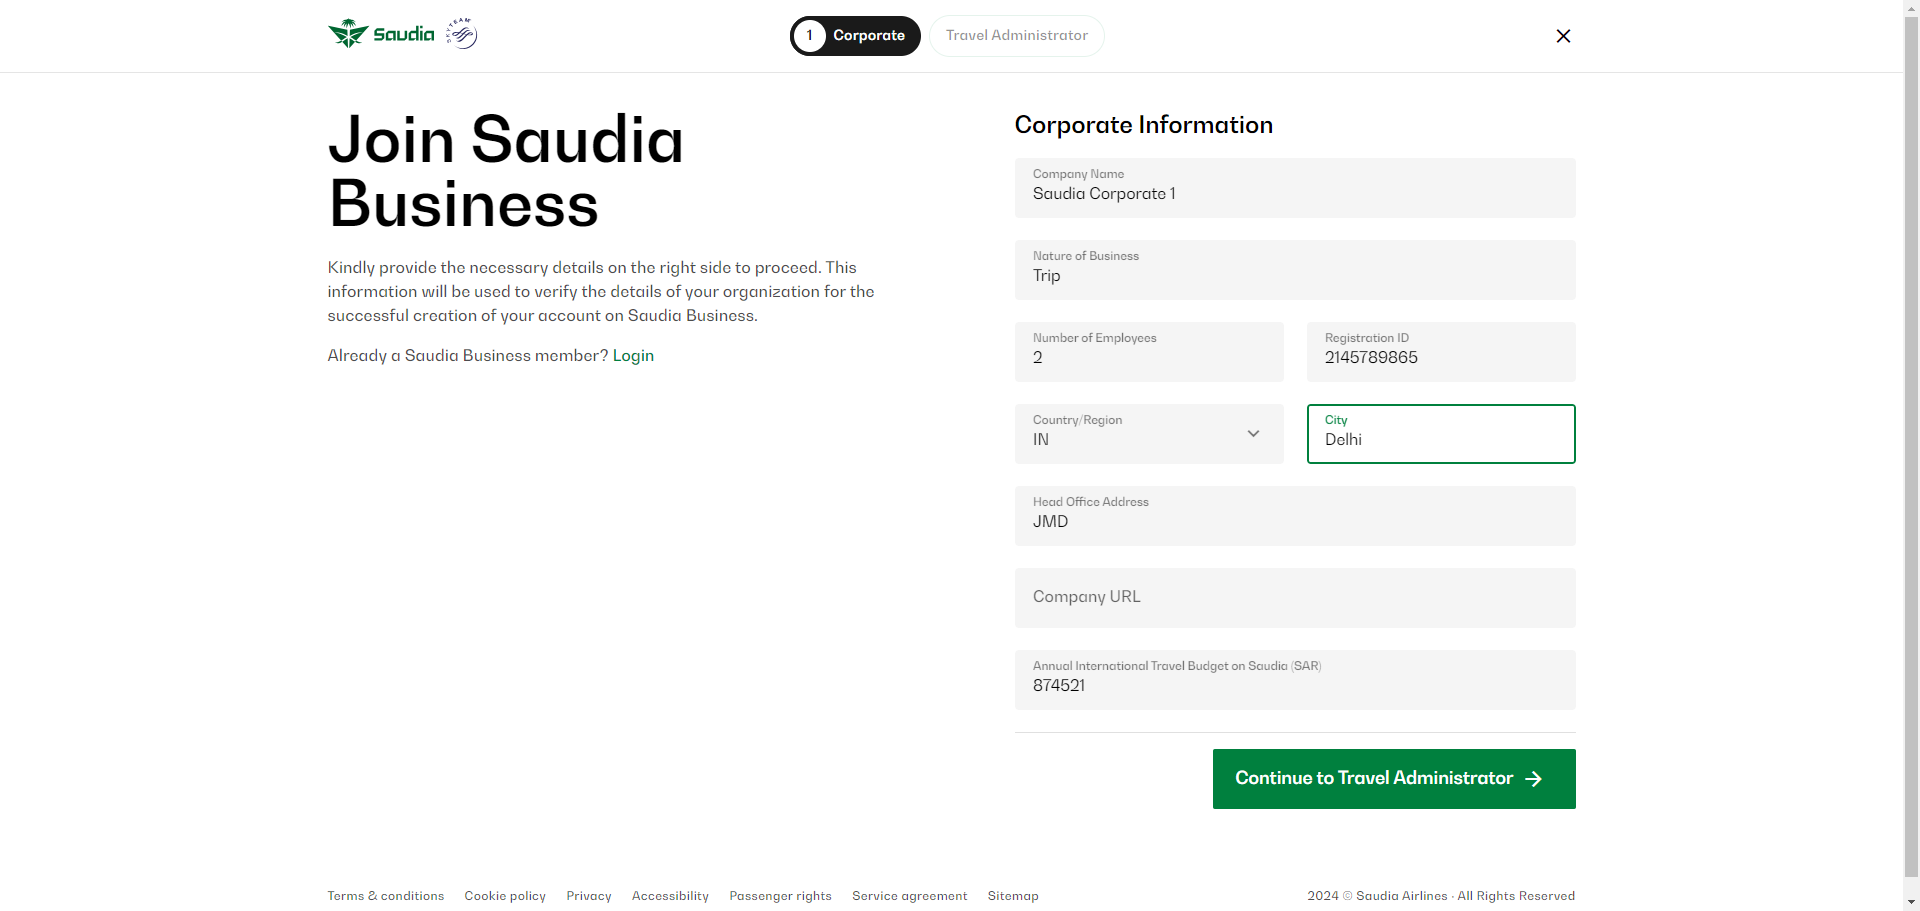 Saudia
SKYTEAM
1 Corporate
Travel Administrator
Join Saudia
Business
Kindly provide the necessary details on the right side to proceed. This
information will be used to verify the details of your organization for the
successful creation of your account on Saudia Business.
Already a Saudia Business member? Login
Corporate Information
Company Name
Saudia Corporate 1
Nature of Business
Trip
Number of Employees
2
Registration ID
2145789865
Country/Region
IN
City
Delhi
Head Office Address
JMD
Company URL
Annual International Travel Budget on Saudia (SAR)
874521
Continue to Travel Administrator
Terms & conditions Cookie policy Privacy Accessibility Passenger rights Service agreement Sitemap
2024 © Saudia Airlines · All Rights Reserved